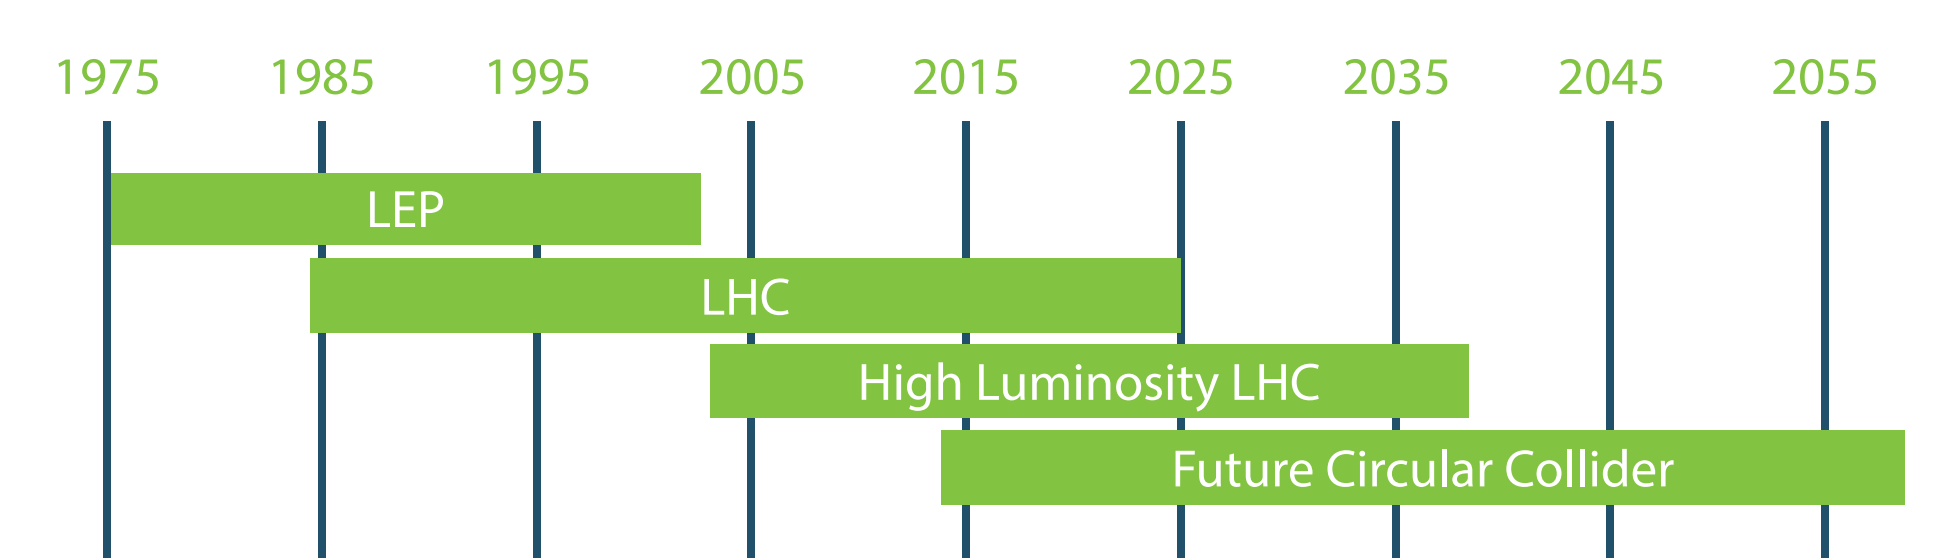 1975 1985 1995 2005 2015 2025 2035 2045 2055
LEP
LHC
High Luminosity LHC
Future Circular Collider